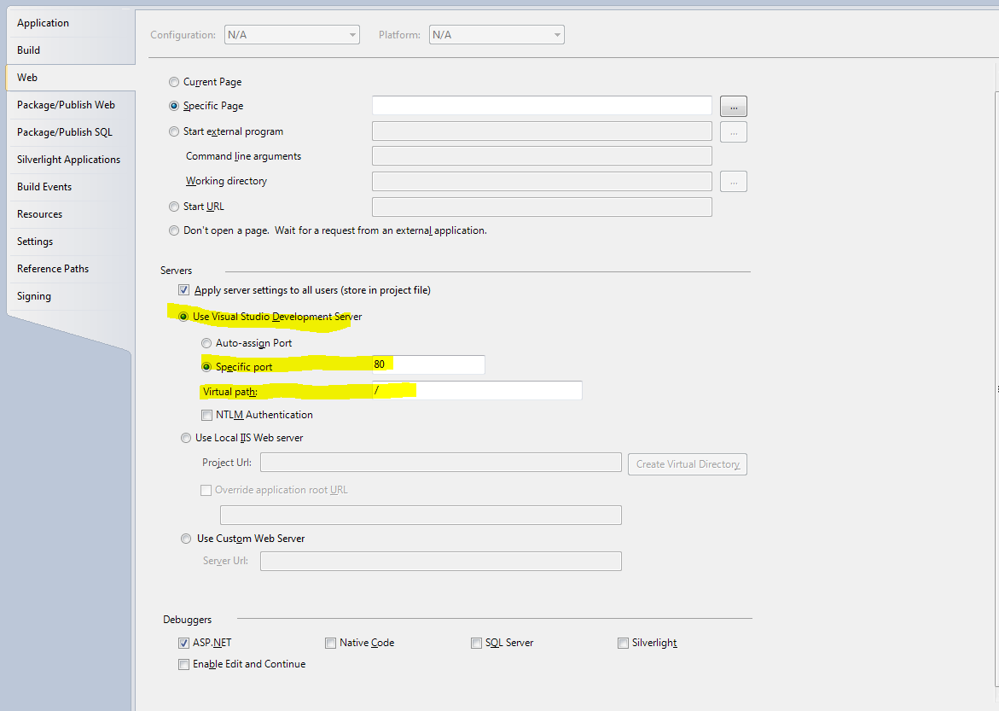 Application
Build
Web
Package/Publish Web
Package/Publish SQL
Silverlight Applications
Build Events
Resources
Settings
Reference Paths
Signing
Configuration: N/A Platform: N/A
Current Page
Specific Page ...
Start external program ...
Command line arguments
Working directory ...
Start URL
Don't open a page. Wait for a request from an external application.
Servers
Apply server settings to all users (store in project file)
Use Visual Studio Development Server
Auto-assign Port
Specific port 80
Virtual path: /
NTLM Authentication
Use Local IIS Web server
Project Url: Create Virtual Directory
Override application root URL
Use Custom Web Server
Server Url:
Debuggers
ASP.NET Native Code SQL Server Silverlight
Enable Edit and Continue